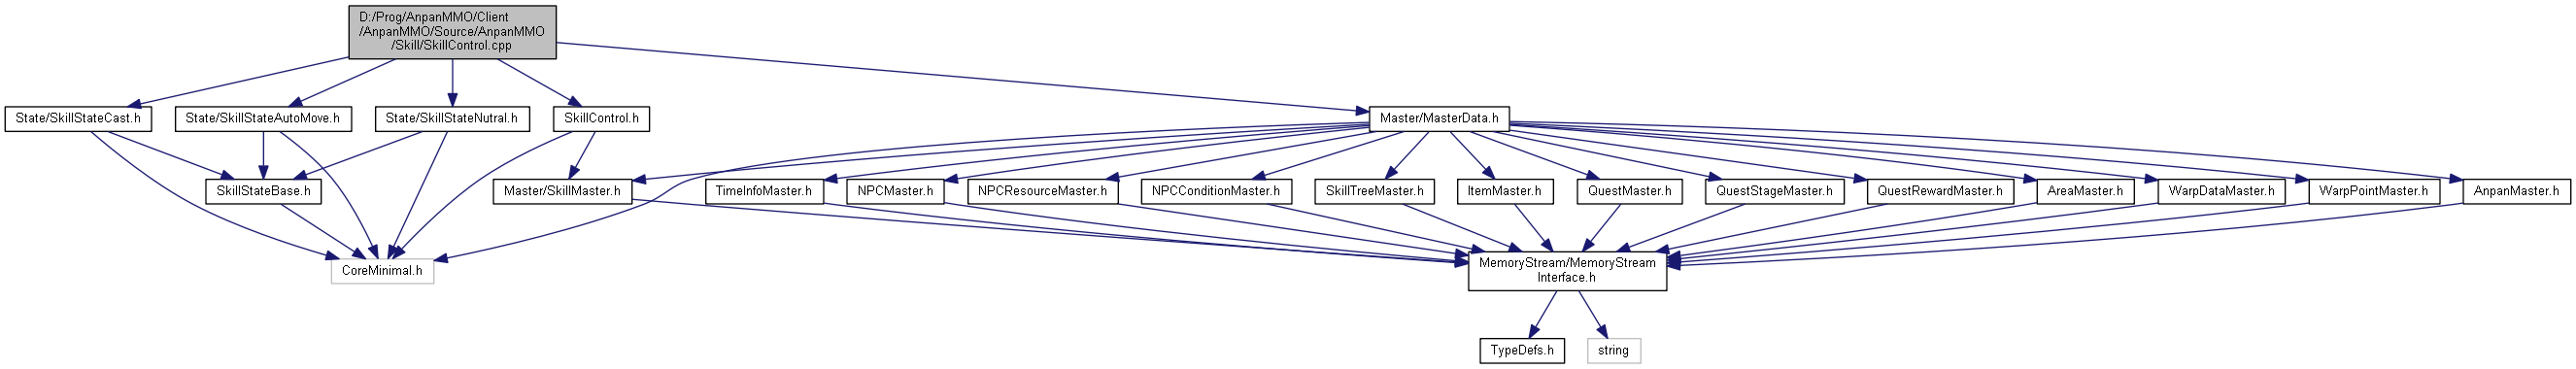 D:/Prog/AnpanMMO/Client
/AnpanMMO/Source/AnpanMMO
/Skill/SkillControl.cpp
State/SkillStateCast.h
State/SkillStateAutoMove.h
State/SkillStateNutral.h
SkillControl.h
Master/MasterData.h
SkillStateBase.h
Master/SkillMaster.h
TimeInfoMaster.h
NPCMaster.h
NPCResourceMaster.h
NPCConditionMaster.h
SkillTreeMaster.h
ItemMaster.h
QuestMaster.h
QuestStageMaster.h
QuestRewardMaster.h
AreaMaster.h
WarpDataMaster.h
WarpPointMaster.h
AnpanMaster.h
CoreMinimal.h
MemoryStream/MemoryStream
Interface.h
TypeDefs.h
string